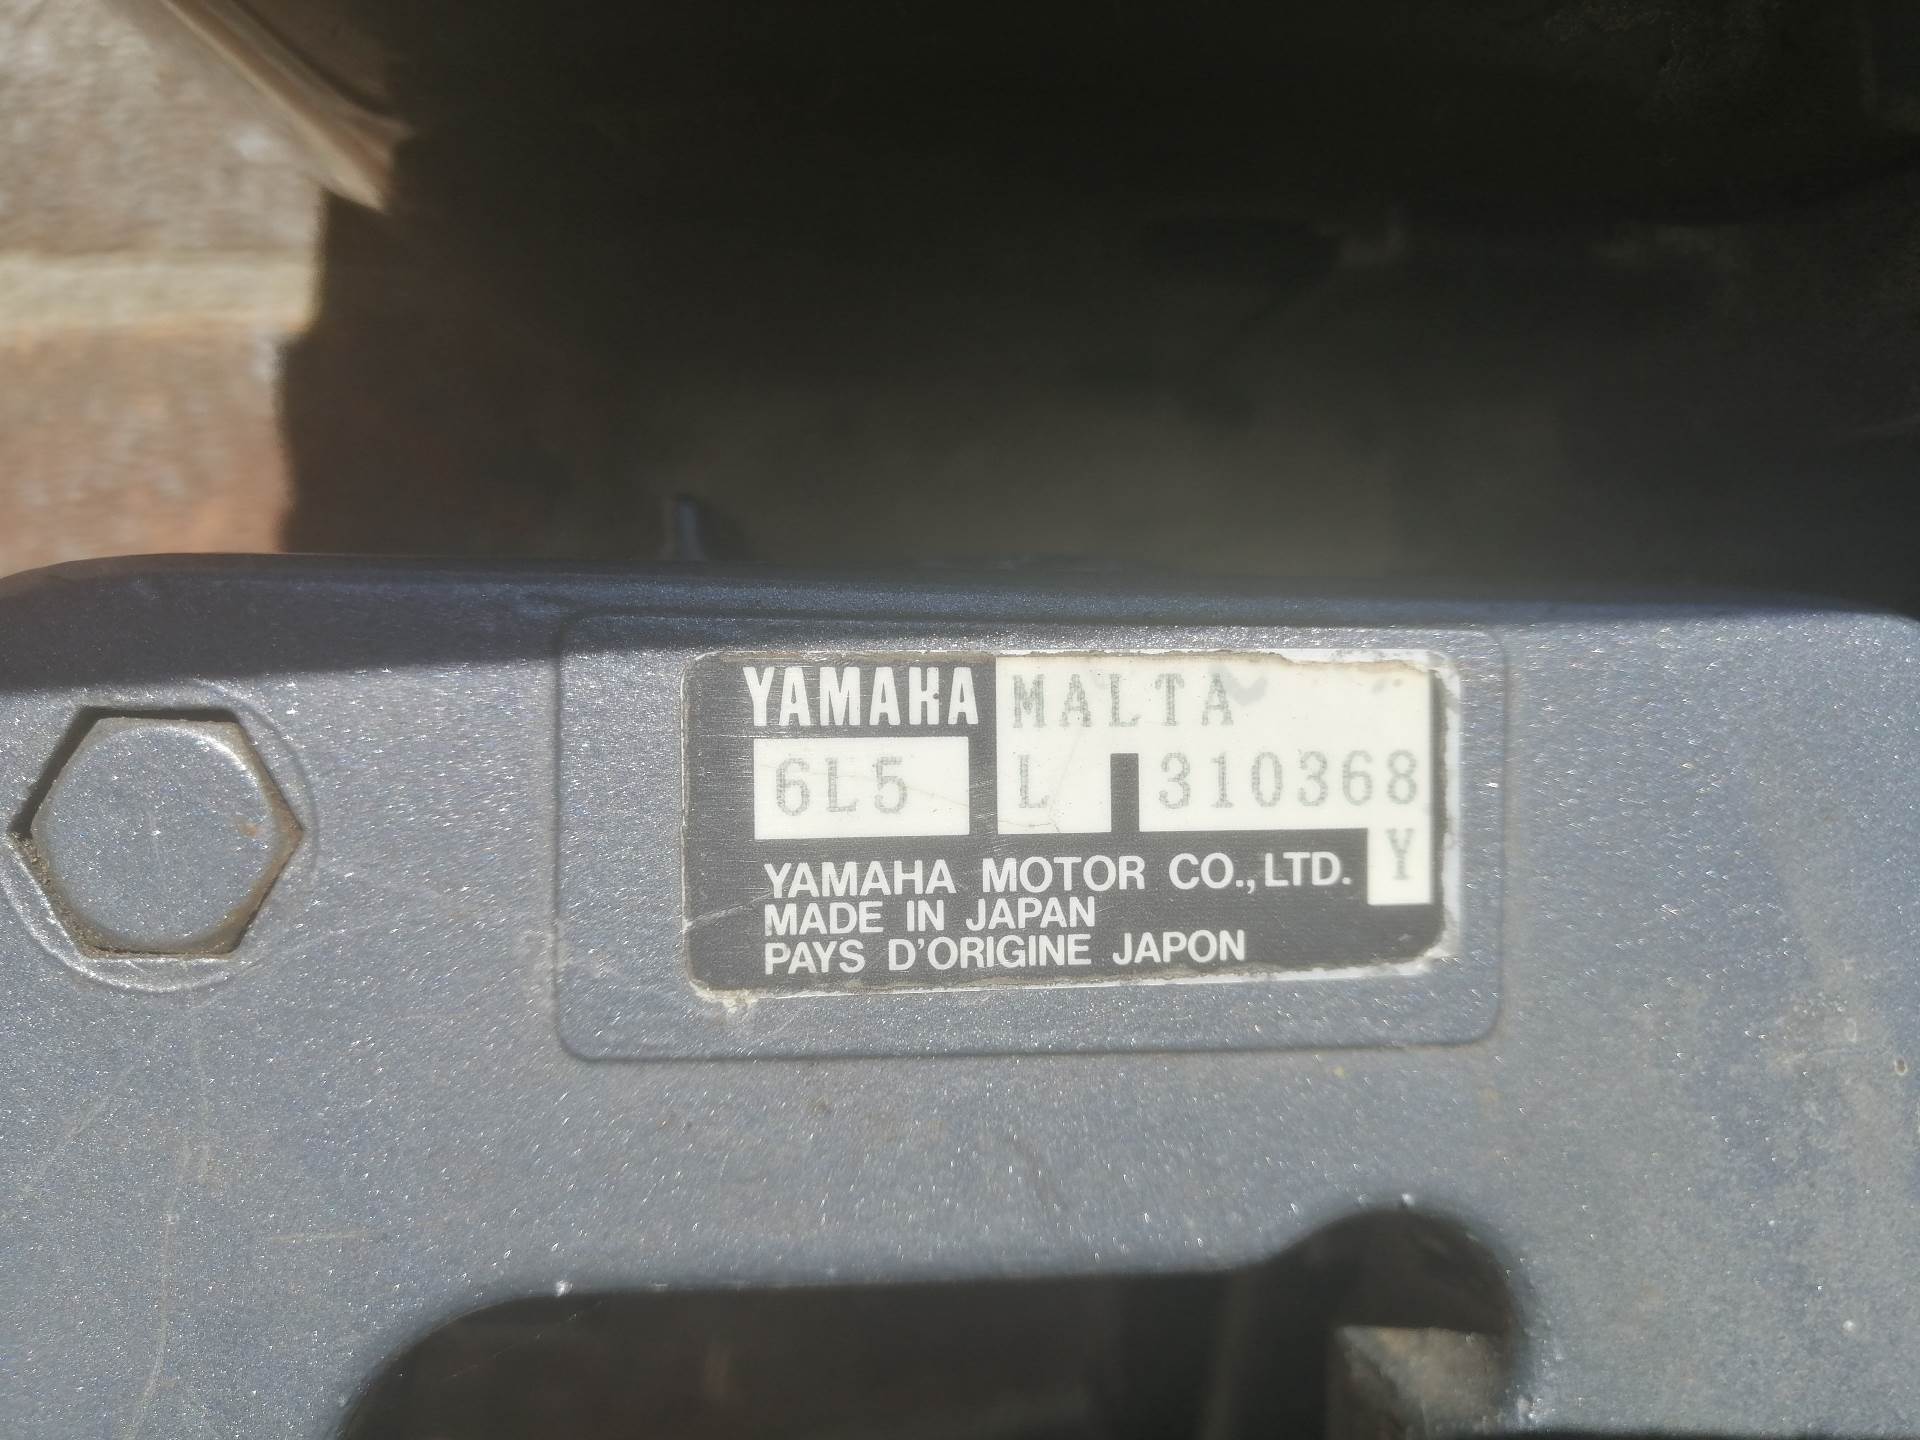 YAMAHA MALTA
6L5 L 310368
Y
YAMAHA MOTOR CO., LTD.
MADE IN JAPAN
PAYS D'ORIGINE JAPON